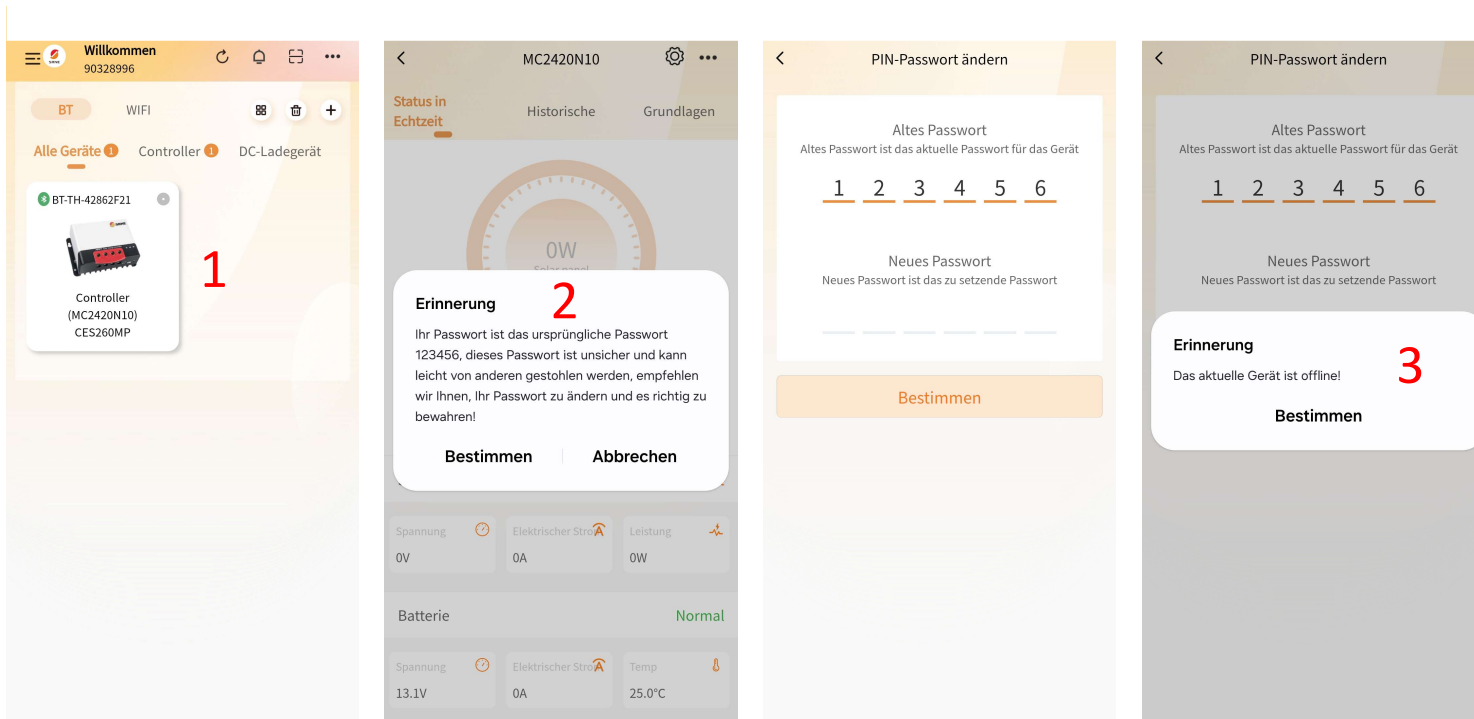 Willkommen
90328996
BT
WIFI
Alle Geräte 1
Controller 1
DC-Ladegerät
BT-TH-42862F21
Controller
(MC2420N10)
CES260MP
1
MC2420N10
Status in
Echtzeit
Historische
Grundlagen
0W
Solar panel
2
Erinnerung
Ihr Passwort ist das ursprüngliche Passwort
123456, dieses Passwort ist unsicher und kann
leicht von anderen gestohlen werden, empfehlen
wir Ihnen, Ihr Passwort zu ändern und es richtig zu
bewahren!
Bestimmen
Abbrechen
Spannung
0V
Elektrischer Strom
0A
Leistung
0W
Batterie
Normal
Spannung
13.1V
Elektrischer Strom
0A
Temp
25.0°C
PIN-Passwort ändern
Altes Passwort
Altes Passwort ist das aktuelle Passwort für das Gerät
1 2 3 4 5 6
Neues Passwort
Neues Passwort ist das zu setzende Passwort
Bestimmen
PIN-Passwort ändern
Altes Passwort
Altes Passwort ist das aktuelle Passwort für das Gerät
1 2 3 4 5 6
Neues Passwort
Neues Passwort ist das zu setzende Passwort
Erinnerung
3
Das aktuelle Gerät ist offline!
Bestimmen